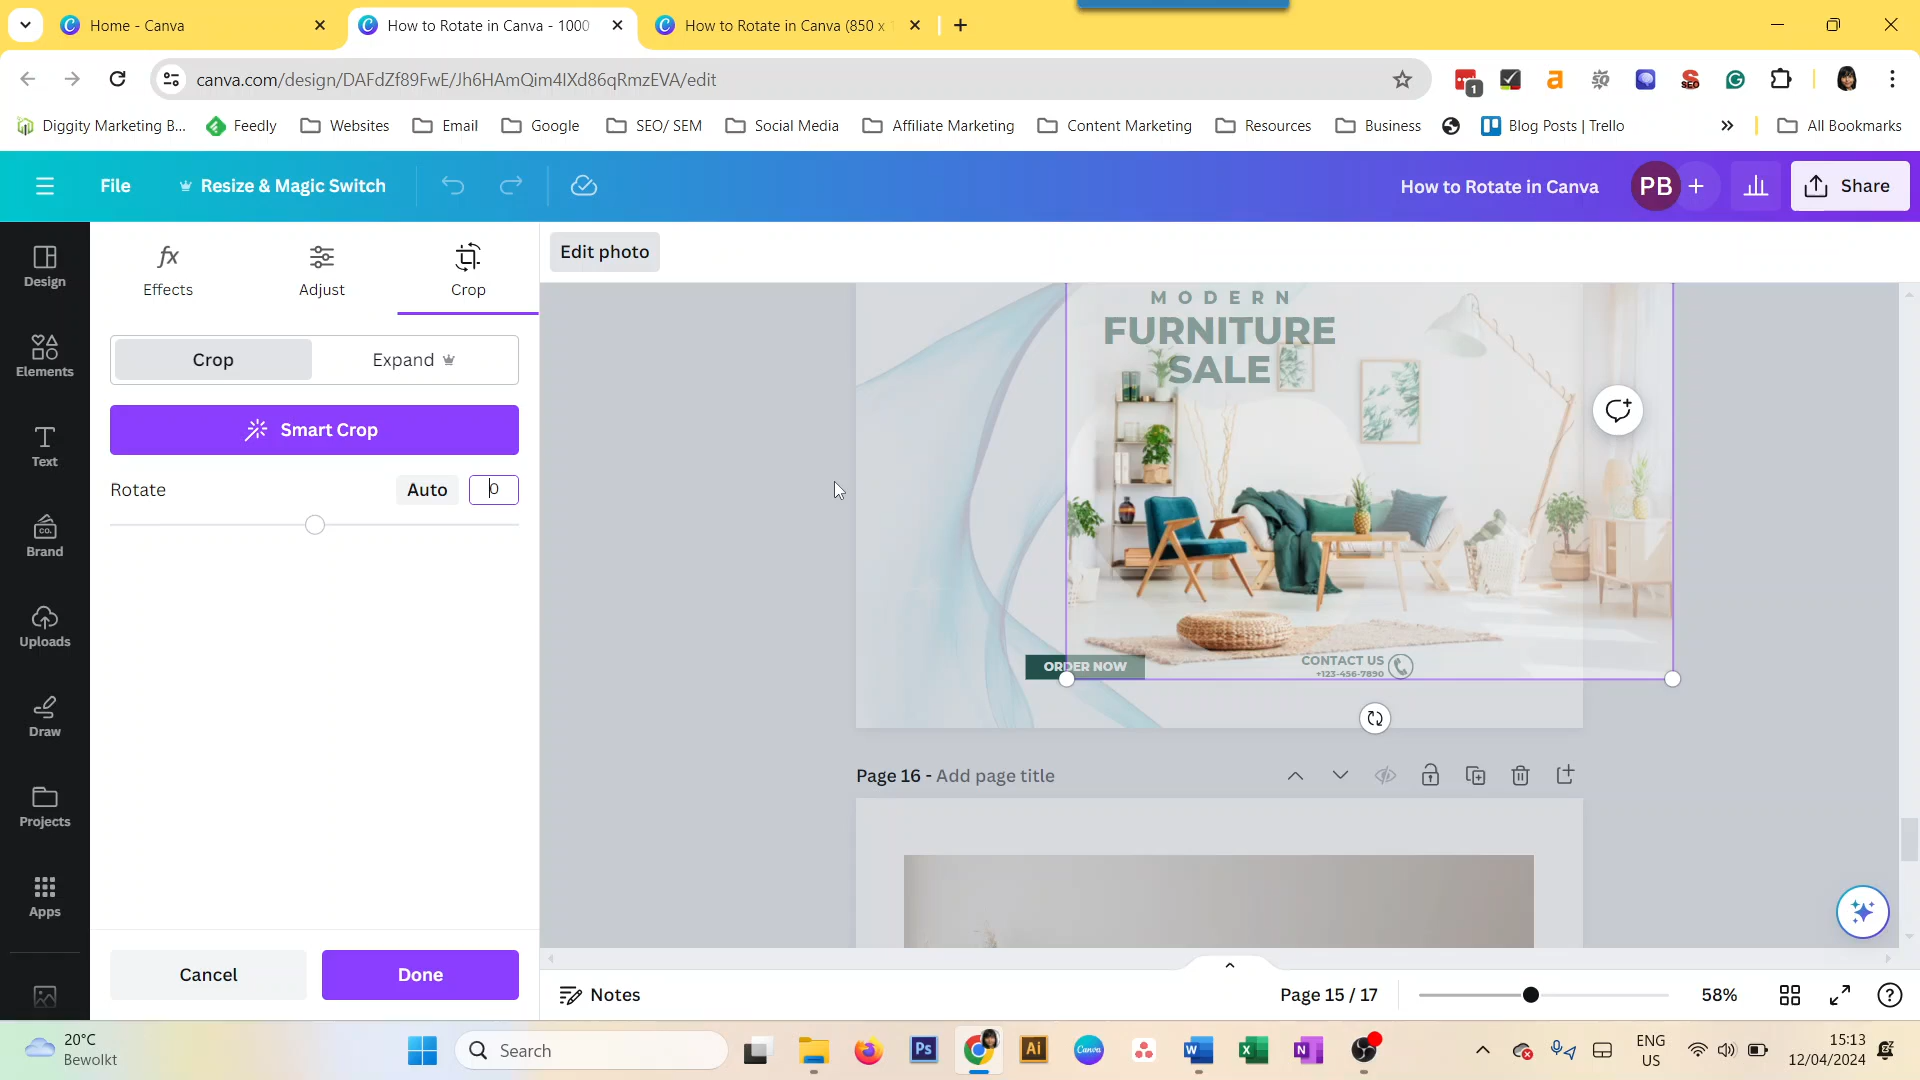 Home - Canva
How to Rotate in Canva - 1000
How to Rotate in Canva (850 x
canva.com/design/DAFdZf89FwE/Jh6HAmQim4lXd86qRmzEVA/edit
1
SEO
Diggity Marketing B...
Feedly
Websites
Email
Google
SEO/ SEM
Social Media
Affiliate Marketing
Content Marketing
Resources
Business
Blog Posts | Trello
All Bookmarks
File
Resize & Magic Switch
How to Rotate in Canva
PB
Share
Design
Elements
Text
Brand
Uploads
Draw
Projects
Apps
Effects
Adjust
Crop
Crop
Expand
Smart Crop
Rotate
Auto
0
Cancel
Done
Edit photo
MODERN
FURNITURE
SALE
ORDER NOW
CONTACT US
+123-456-7890
Page 16 - Add page title
Notes
Page 15 / 17
58%
20°C
Bewolkt
Search
ENG
US
15:13
12/04/2024